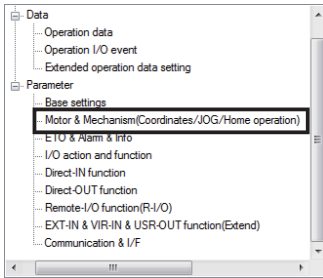 Data
Operation data
Operation I/O event
Extended operation data setting
Parameter
Base settings
Motor & Mechanism(Coordinates/JOG/Home operation)
ETO & Alarm & Info
I/O action and function
Direct-IN function
Direct-OUT function
Remote-I/O function(R-I/O)
EXT-IN & VIR-IN & USR-OUT function(Extend)
Communication & I/F